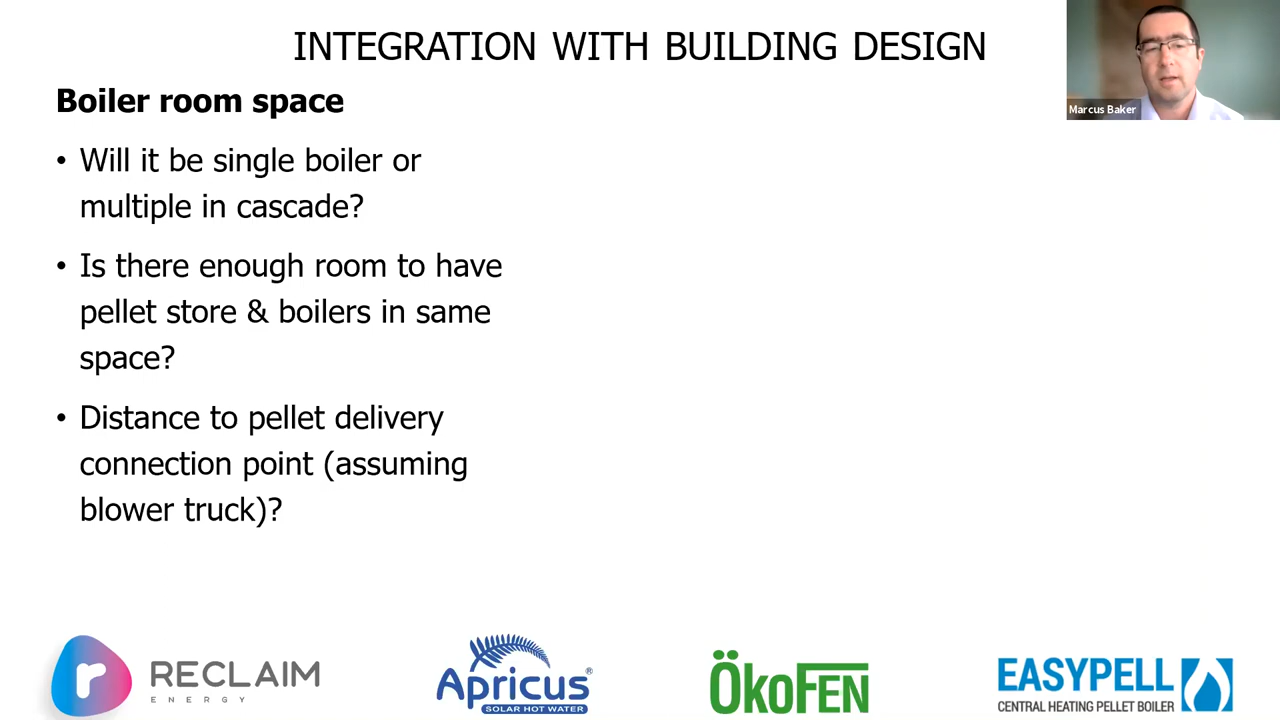 INTEGRATION WITH BUILDING DESIGN
Marcus Baker
Boiler room space
• Will it be single boiler or
multiple in cascade?
• Is there enough room to have
pellet store & boilers in same
space?
• Distance to pellet delivery
connection point (assuming
blower truck)?
r RECLAIM
ENERGY
Apricus®
SOLAR HOT WATER
ÖkoFEN
EASYPELL
CENTRAL HEATING PELLET BOILER